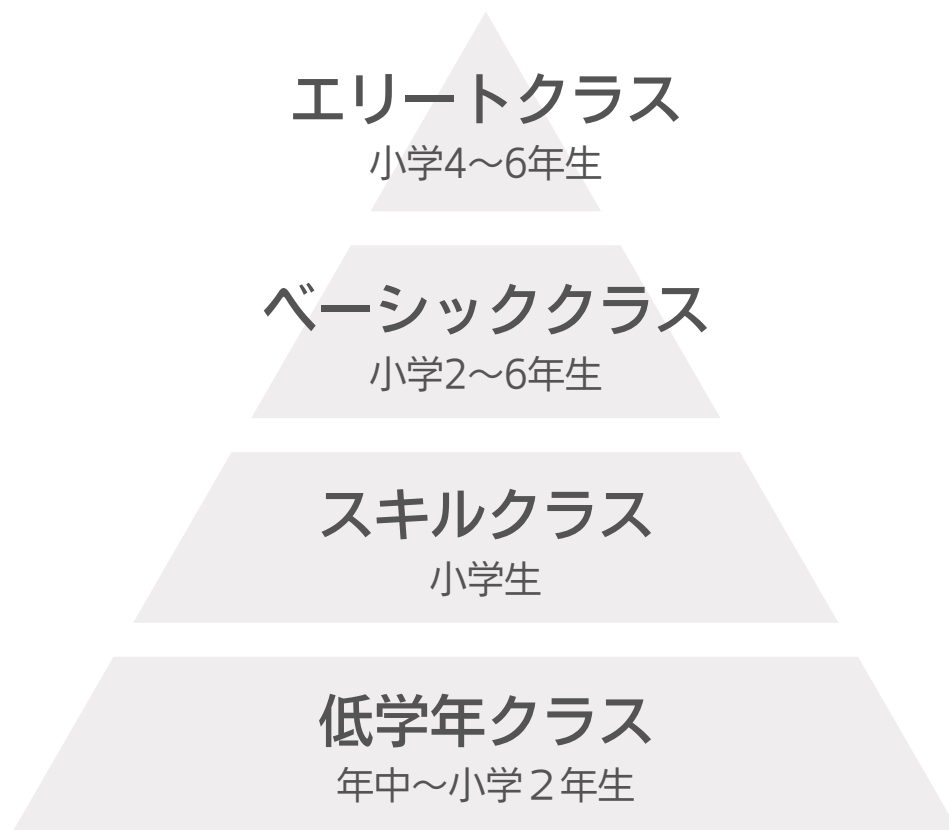 エリートクラス
小学4～6年生
ベーシッククラス
小学2～6年生
スキルクラス
小学生
低学年クラス
年中～小学２年生